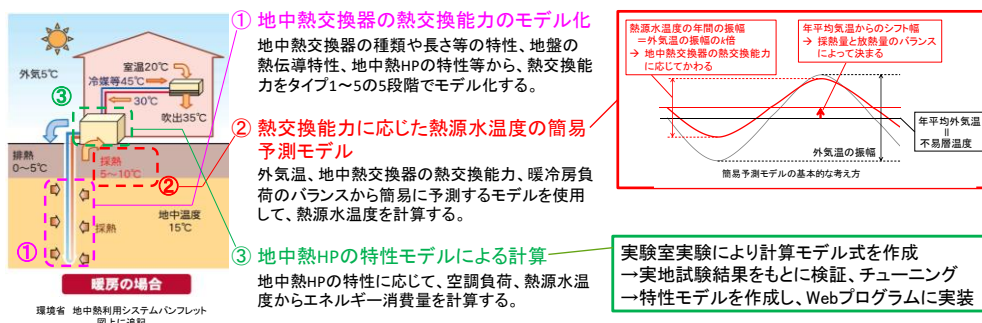 外気5℃
室温20℃
冷媒等45℃
30℃
吹出35℃
③
排熱
0～5℃
採熱
5～10℃
②
採熱
地中温度
15℃
①
暖房の場合
環境省　地中熱利用システムパンフレット
図上に追記
① 地中熱交換器の熱交換能力のモデル化
地中熱交換器の種類や長さ等の特性、地盤の
熱伝導特性、地中熱HPの特性等から、熱交換能
力をタイプ1～5の5段階でモデル化する。
② 熱交換能力に応じた熱源水温度の簡易
予測モデル
外気温、地中熱交換器の熱交換能力、暖冷房負
荷のバランスから簡易に予測するモデルを使用
して、熱源水温度を計算する。
③ 地中熱HPの特性モデルによる計算
地中熱HPの特性に応じて、空調負荷、熱源水温
度からエネルギー消費量を計算する。
熱源水温度の年間の振幅
＝外気温の振幅のk倍
→ 地中熱交換器の熱交換能力
に応じてかわる
年平均気温からのシフト幅
→ 採熱量と放熱量のバランス
によって決まる
年平均外気温
＝
不易層温度
外気温の振幅
簡易予測モデルの基本的な考え方
実験室実験により計算モデル式を作成
→実地試験結果をもとに検証、チューニング
→特性モデルを作成し、Webプログラムに実装